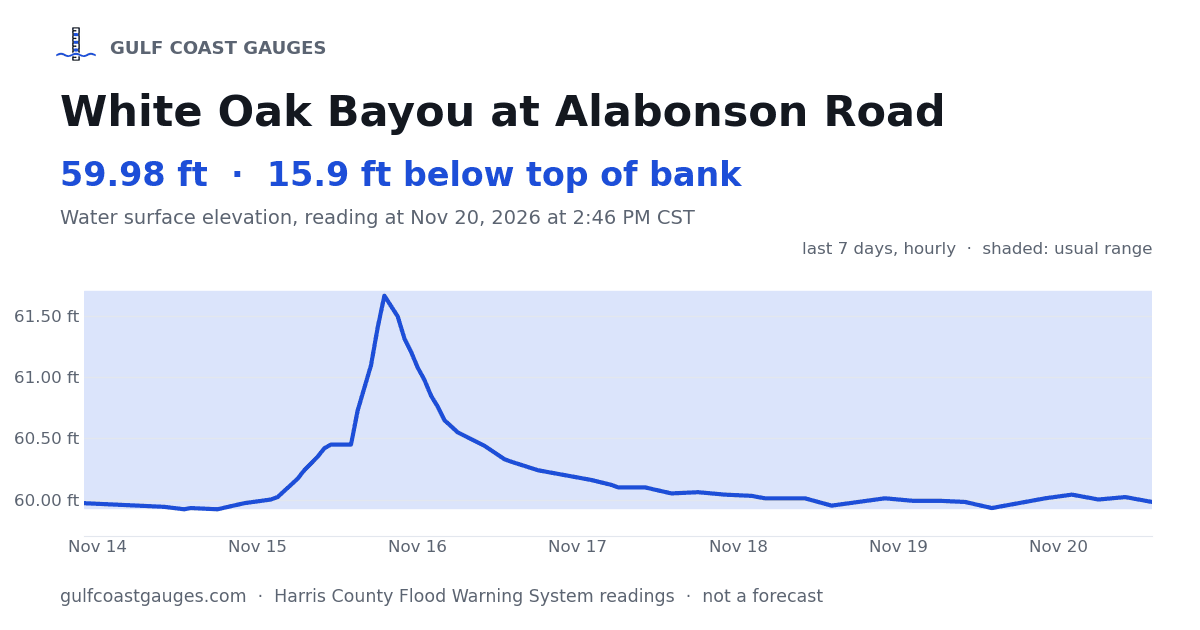 GULF COAST GAUGES
White Oak Bayou at Alabonson Road
59.98 ft · 15.9 ft below top of bank
Water surface elevation, reading at Nov 20, 2026 at 2:46 PM CST
last 7 days, hourly · shaded: usual range
61.50 ft
61.00 ft
60.50 ft
60.00 ft
Nov 14 Nov 15 Nov 16 Nov 17 Nov 18 Nov 19 Nov 20
gulfcoastgauges.com · Harris County Flood Warning System readings · not a forecast